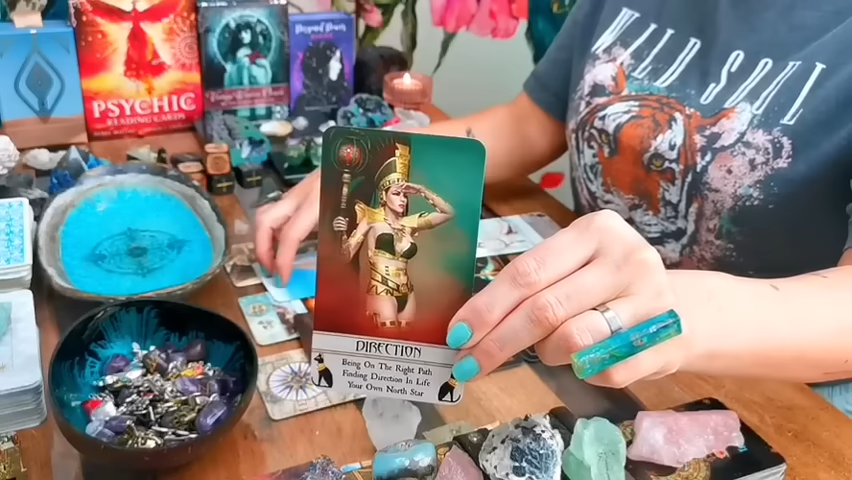 PSYCHIC
READING CARDS
WILD SOUL
DIRECTION
Being On The Right Path
Finding Direction in Life
Your Own North Star